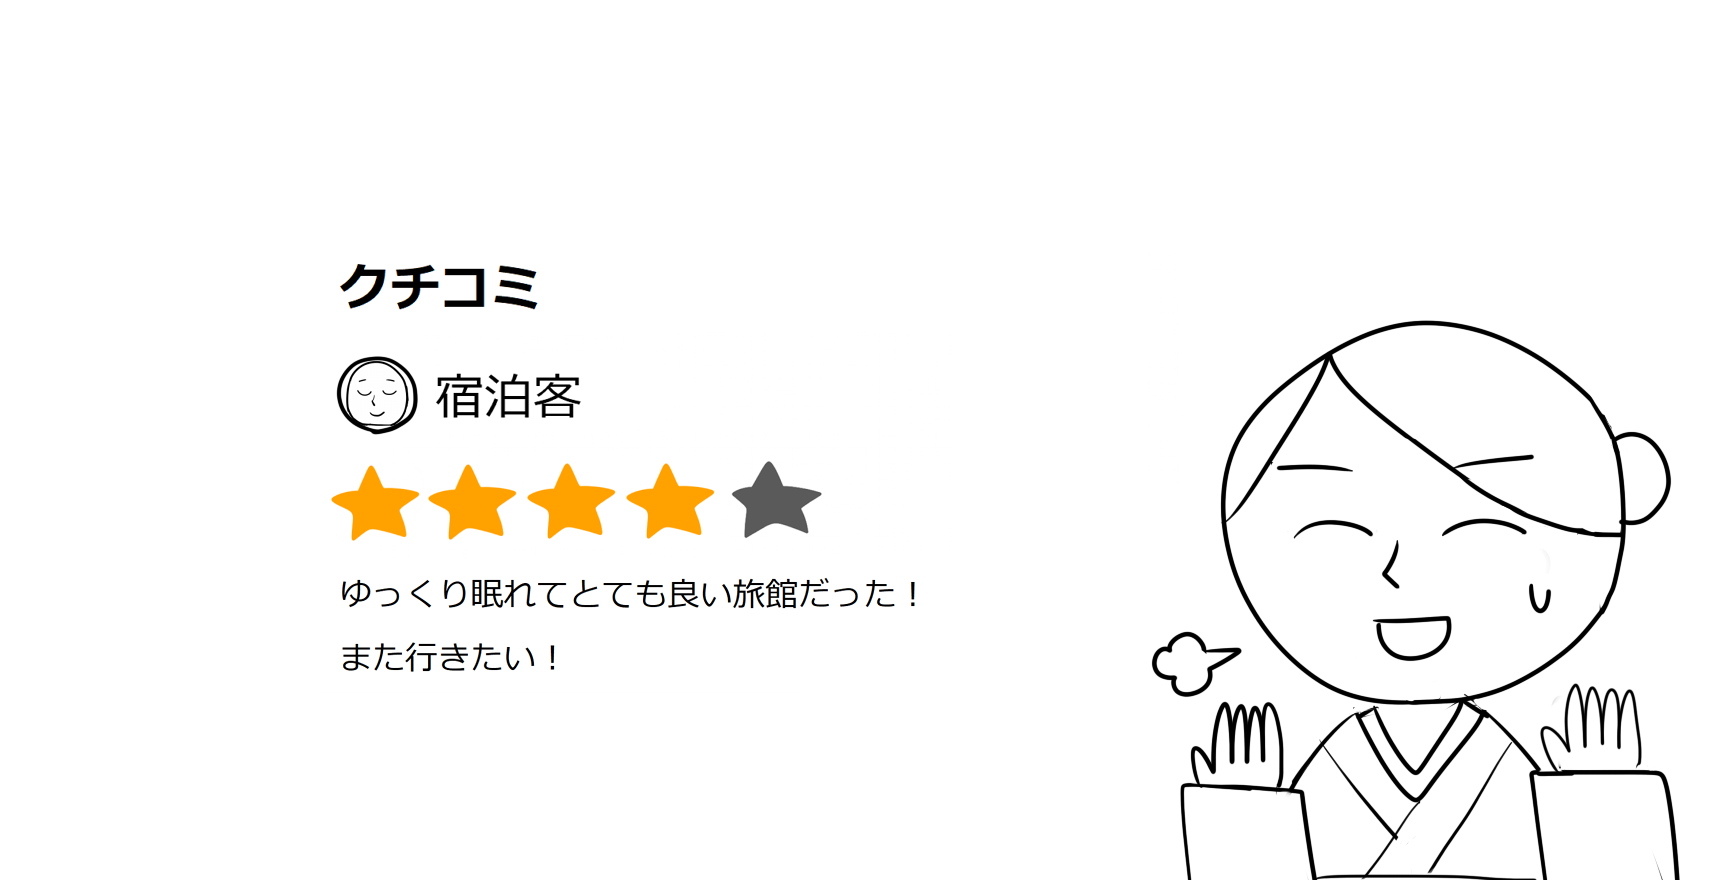 クチコミ
宿泊客
ゆっくり眠れてとても良い旅館だった！
また行きたい！